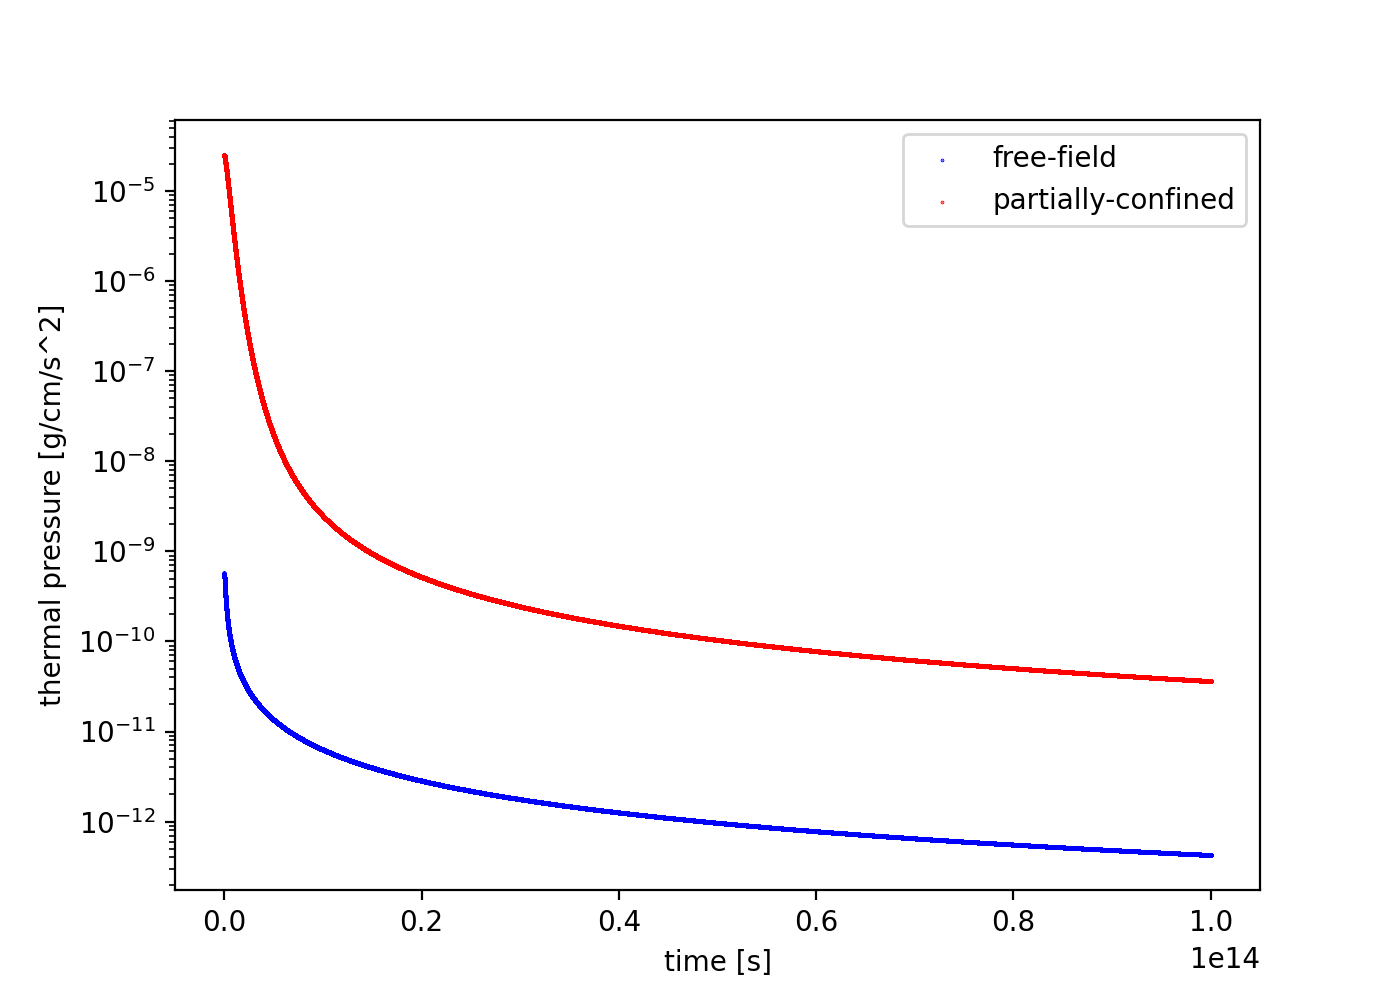 free-field
partially-confined
thermal pressure [g/cm/s^2]
10⁻⁵
10⁻⁶
10⁻⁷
10⁻⁸
10⁻⁹
10⁻¹⁰
10⁻¹¹
10⁻¹²
0.0 0.2 0.4 0.6 0.8 1.0
1e14
time [s]